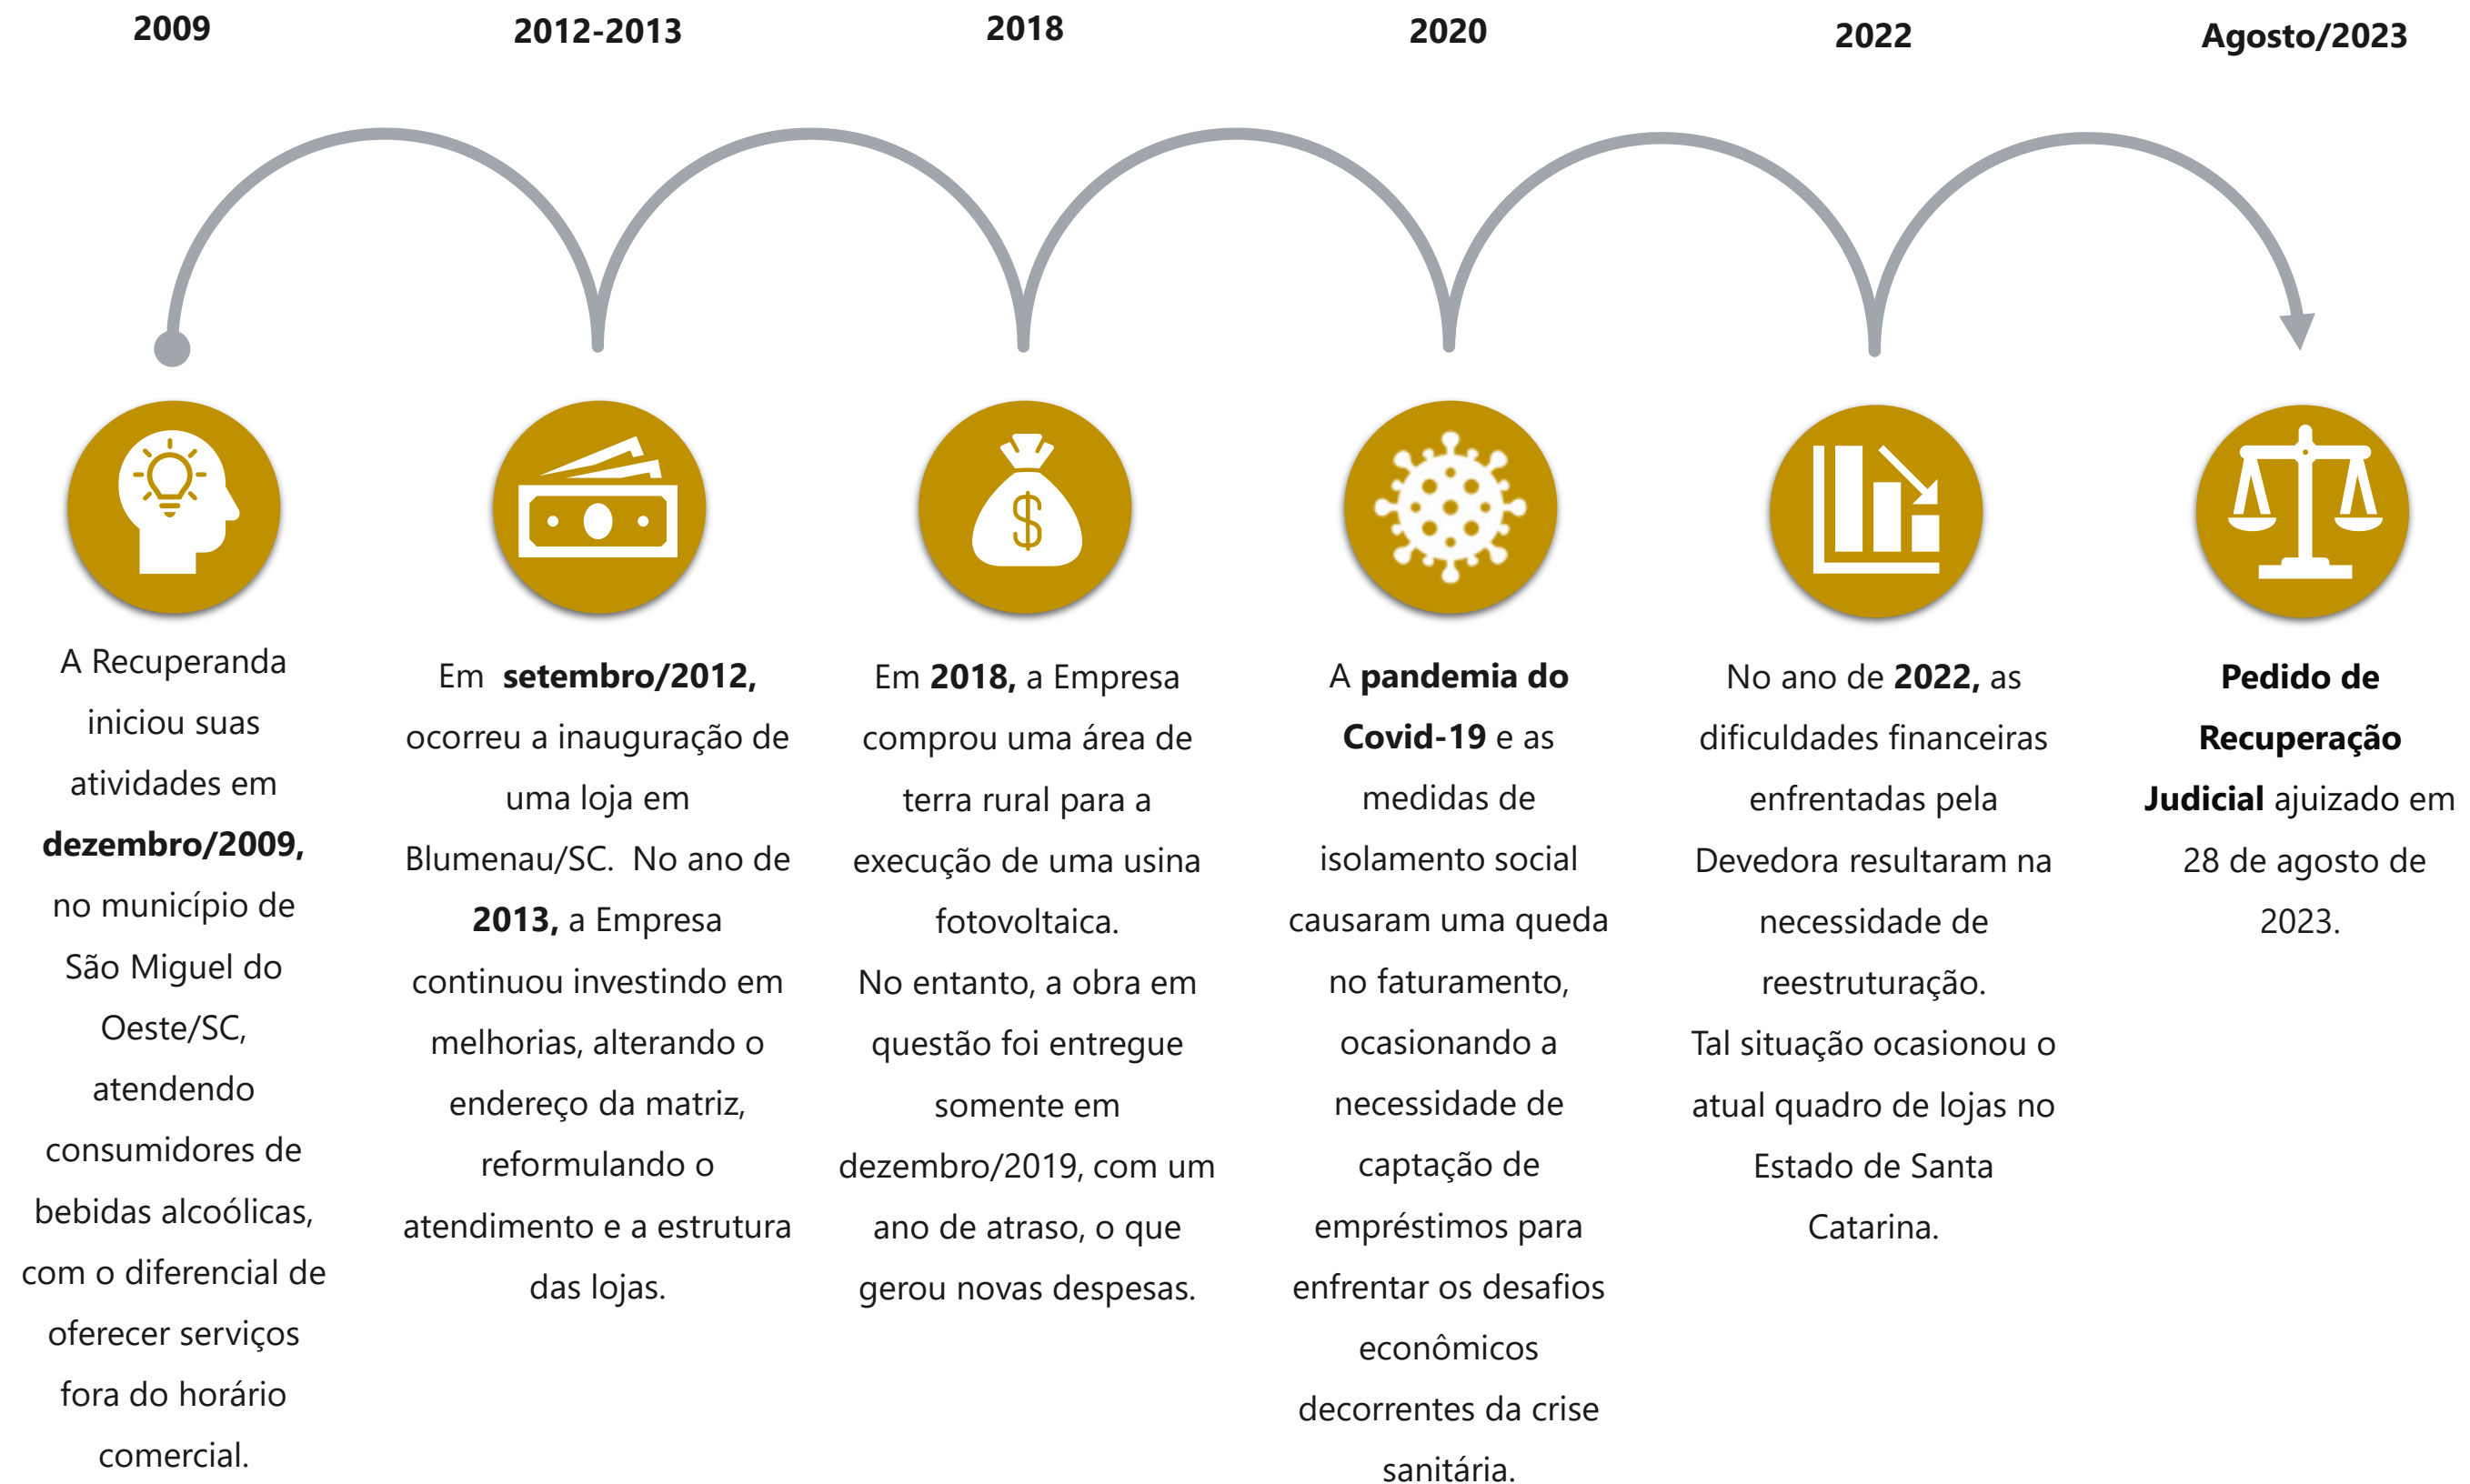 2009
2012-2013
2018
2020
2022
Agosto/2023
A Recuperanda
iniciou suas
atividades em
dezembro/2009,
no município de
São Miguel do
Oeste/SC,
atendendo
consumidores de
bebidas alcoólicas,
com o diferencial de
oferecer serviços
fora do horário
comercial.
Em setembro/2012,
ocorreu a inauguração de
uma loja em
Blumenau/SC. No ano de
2013, a Empresa
continuou investindo em
melhorias, alterando o
endereço da matriz,
reformulando o
atendimento e a estrutura
das lojas.
Em 2018, a Empresa
comprou uma área de
terra rural para a
execução de uma usina
fotovoltaica.
No entanto, a obra em
questão foi entregue
somente em
dezembro/2019, com um
ano de atraso, o que
gerou novas despesas.
A pandemia do
Covid-19 e as
medidas de
isolamento social
causaram uma queda
no faturamento,
ocasionando a
necessidade de
captação de
empréstimos para
enfrentar os desafios
econômicos
decorrentes da crise
sanitária.
No ano de 2022, as
dificuldades financeiras
enfrentadas pela
Devedora resultaram na
necessidade de
reestruturação.
Tal situação ocasionou o
atual quadro de lojas no
Estado de Santa
Catarina.
Pedido de
Recuperação
Judicial ajuizado em
28 de agosto de
2023.